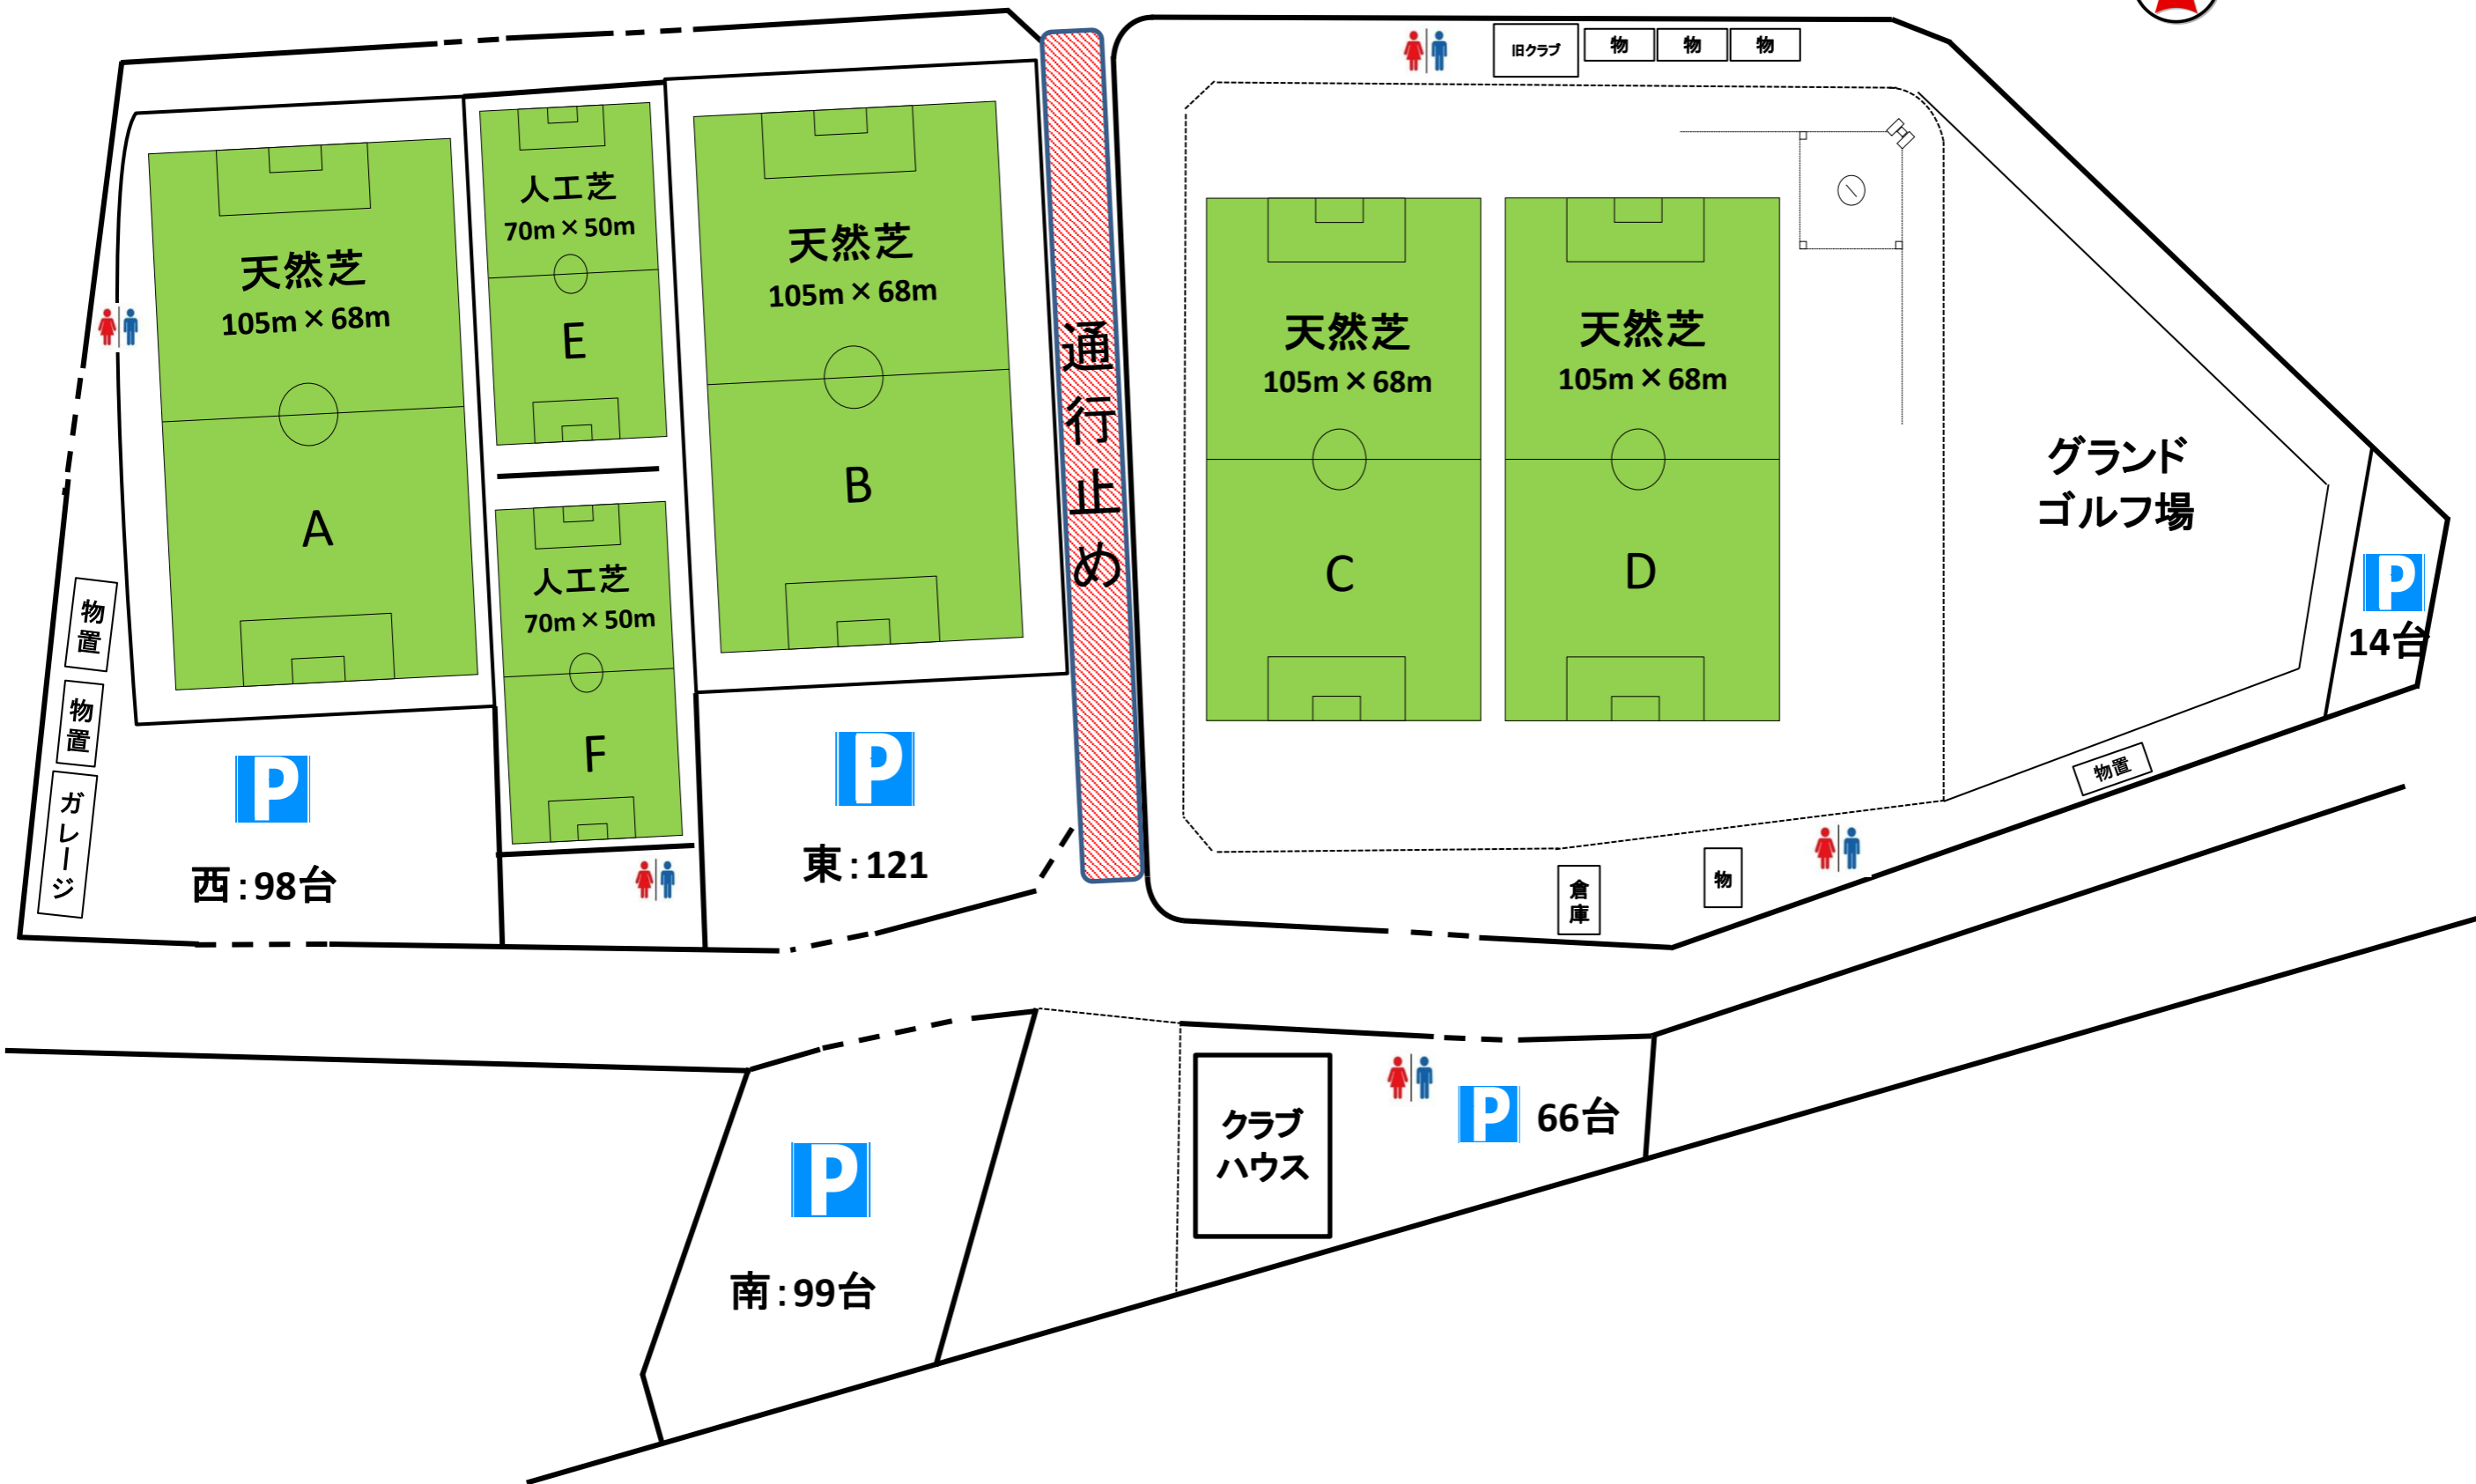 旧クラブ
物
物
物
天然芝
105m×68m
A
人工芝
70m×50m
E
天然芝
105m×68m
B
人工芝
70m×50m
F
通行止め
天然芝
105m×68m
C
天然芝
105m×68m
D
グランド
ゴルフ場
P
14台
物置
物置
ガレージ
P
西:98台
P
東:121
物置
倉庫
物
P
南:99台
クラブ
ハウス
P 66台